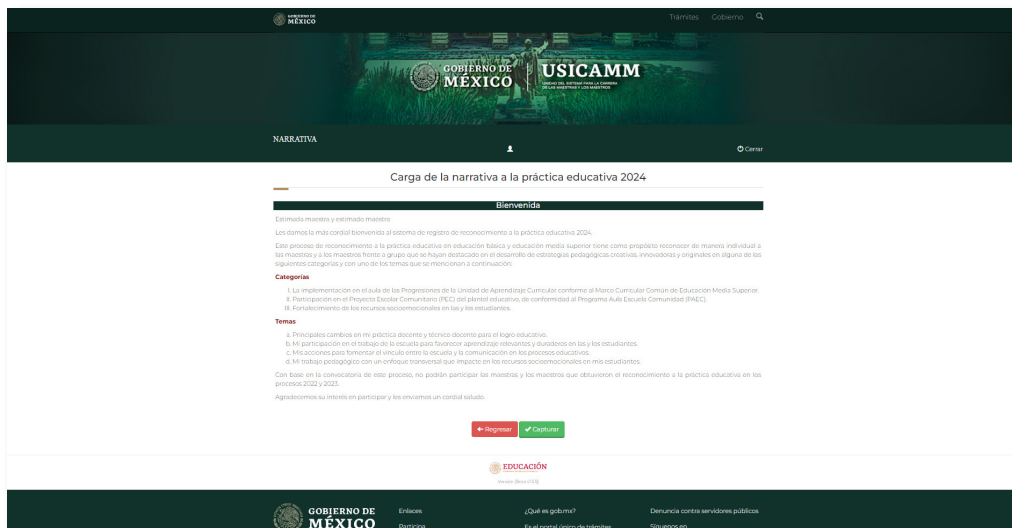 GOBIERNO DE
MÉXICO
Trámites Gobierno
GOBIERNO DE
MÉXICO
USICAMM
UNIDAD DEL SISTEMA PARA LA CARRERA
DE LAS MAESTRAS Y LOS MAESTROS
NARRATIVA
Cerrar
Carga de la narrativa a la práctica educativa 2024
Bienvenida
Estimada maestra y estimado maestro
Les damos la más cordial bienvenida al sistema de registro de reconocimiento a la práctica educativa 2024.
Este proceso de reconocimiento a la práctica educativa en educación básica y educación media superior tiene como propósito reconocer de manera individual a
las maestras y a los maestros frente a grupo que se hayan destacado en el desarrollo de estrategias pedagógicas creativas, innovadoras y originales en alguna de las
siguientes categorías y con uno de los temas que se mencionan a continuación:
Categorías
I. La implementación en el aula de las Progresiones de la Unidad de Aprendizaje Curricular conforme al Marco Curricular Común de Educación Media Superior.
II. Participación en el Proyecto Escolar Comunitario (PEC) del plantel educativo, de conformidad al Programa Aula Escuela Comunidad (PAEC).
III. Fortalecimiento de los recursos socioemocionales en las y los estudiantes.
Temas
a. Principales cambios en mi práctica docente y técnico docente para el logro educativo.
b. Mi participación en el trabajo de la escuela para favorecer aprendizaje relevantes y duraderos en las y los estudiantes.
c. Mis acciones para fomentar el vínculo entre la escuela y la comunicación en los procesos educativos.
d. Mi trabajo pedagógico con un enfoque transversal que impacte en los recursos socioemocionales en mis estudiantes.
Con base en la convocatoria de este proceso, no podrán participar las maestras y los maestros que obtuvieron el reconocimiento a la práctica educativa en los
procesos 2022 y 2023.
Agradecemos su interés en participar y les enviamos un cordial saludo.
Regresar Capturar
EDUCACIÓN
GOBIERNO DE
MÉXICO
Enlaces
Participa
¿Qué es gob.mx?
Es el portal único de trámites,
Denuncia contra servidores públicos
Síguenos en